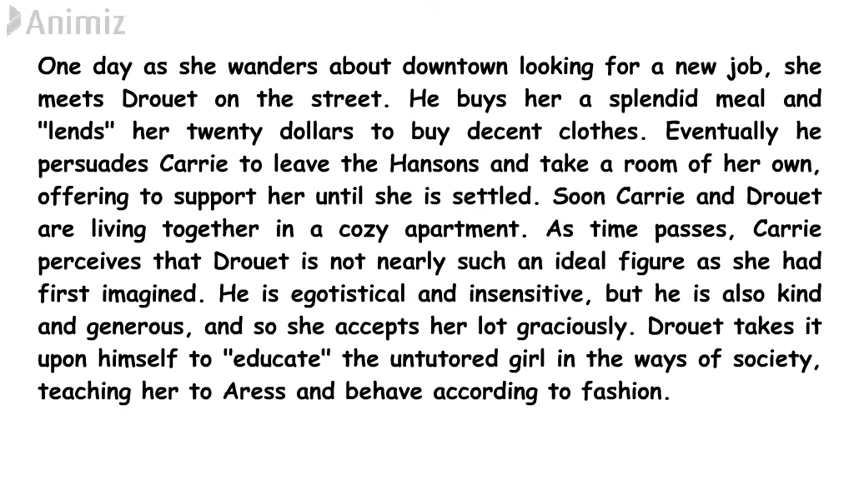 Animiz
One day as she wanders about downtown looking for a new job, she
meets Drouet on the street. He buys her a splendid meal and
"lends" her twenty dollars to buy decent clothes. Eventually he
persuades Carrie to leave the Hansons and take a room of her own,
offering to support her until she is settled. Soon Carrie and Drouet
are living together in a cozy apartment. As time passes, Carrie
perceives that Drouet is not nearly such an ideal figure as she had
first imagined. He is egotistical and insensitive, but he is also kind
and generous, and so she accepts her lot graciously. Drouet takes it
upon himself to "educate" the untutored girl in the ways of society,
teaching her to Aress and behave according to fashion.